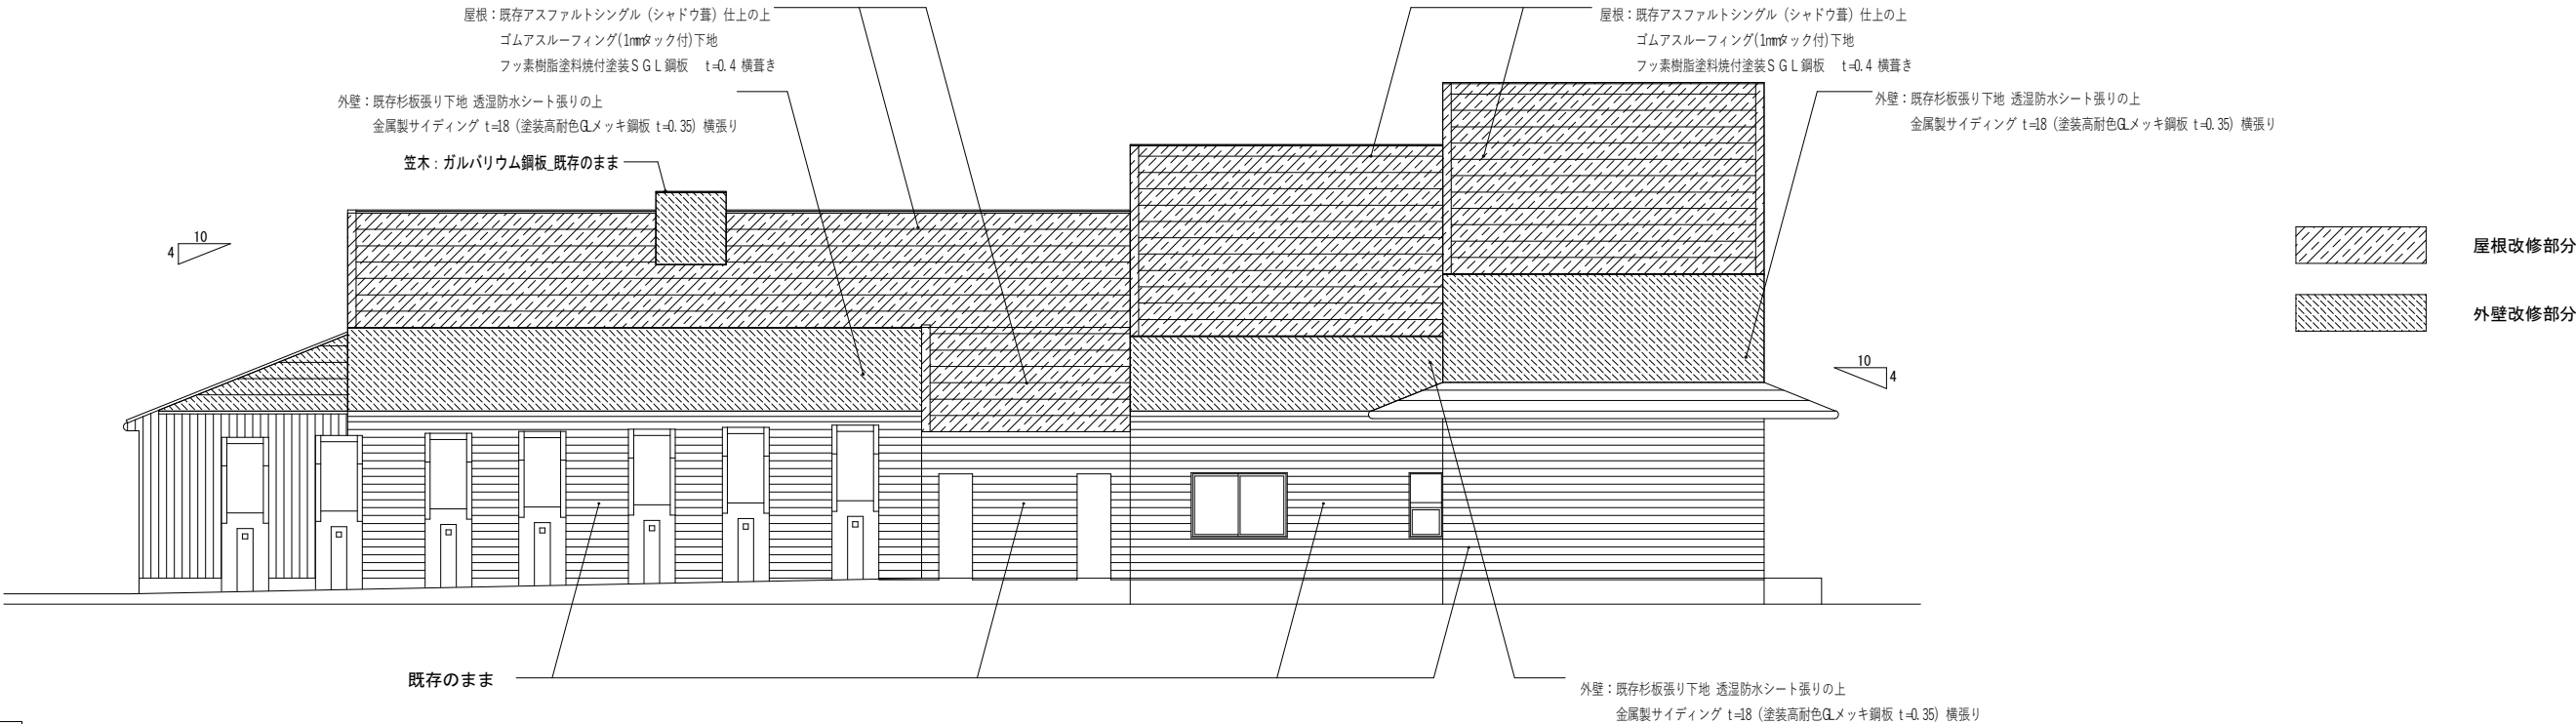 屋根：既存アスファルトシングル（シャドウ葺）仕上の上
ゴムアスルーフィング(1mmタック付)下地
フッ素樹脂塗料焼付塗装ＳＧＬ鋼板　t=0.4 横葺き
外壁：既存杉板張り下地 透湿防水シート張りの上
金属製サイディング t=18（塗装高耐色GLメッキ鋼板 t=0.35）横張り
笠木：ガルバリウム鋼板_既存のまま
屋根：既存アスファルトシングル（シャドウ葺）仕上の上
ゴムアスルーフィング(1mmタック付)下地
フッ素樹脂塗料焼付塗装ＳＧＬ鋼板　t=0.4 横葺き
外壁：既存杉板張り下地 透湿防水シート張りの上
金属製サイディング t=18（塗装高耐色GLメッキ鋼板 t=0.35）横張り
10
4
屋根改修部分
外壁改修部分
10
4
既存のまま
外壁：既存杉板張り下地 透湿防水シート張りの上
金属製サイディング t=18（塗装高耐色GLメッキ鋼板 t=0.35）横張り